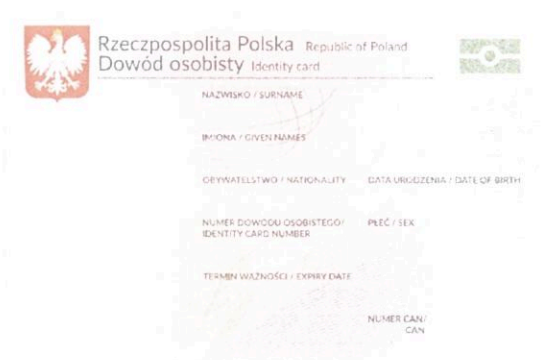 Rzeczpospolita Polska Republic of Poland
Dowód osobisty Identity card
NAZWISKO / SURNAME
IMIONA / GIVEN NAMES
OBYWATELSTWO / NATIONALITY DATA URODZENIA / DATE OF BIRTH
NUMER DOWODU OSOBISTEGO/ PŁEĆ / SEX
IDENTITY CARD NUMBER
TERMIN WAŻNOŚCI / EXPIRY DATE
NUMER CAN/
CAN